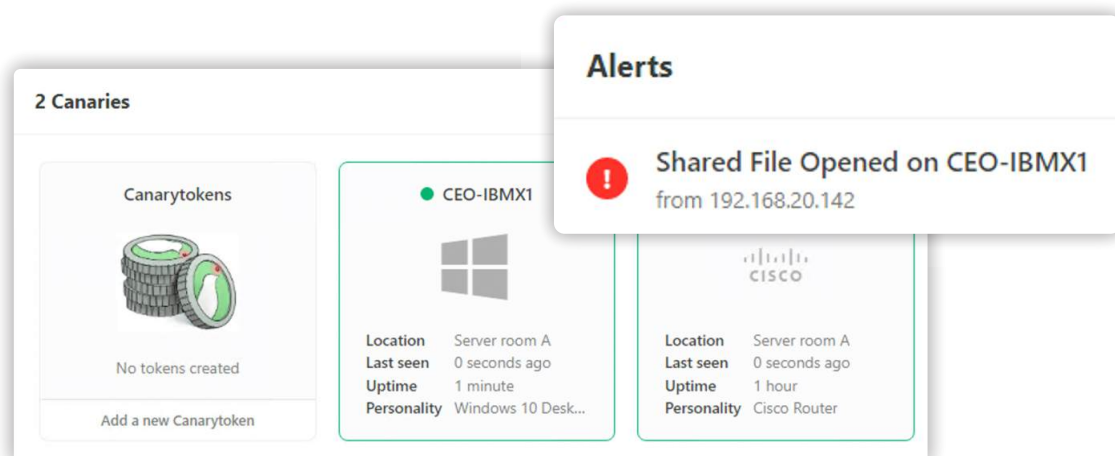 Alerts
Shared File Opened on CEO-IBMX1
from 192.168.20.142
2 Canaries
Canarytokens
No tokens created
Add a new Canarytoken
CEO-IBMX1
Location Server room A
Last seen 0 seconds ago
Uptime 1 minute
Personality Windows 10 Desk...
CISCO
Location Server room A
Last seen 0 seconds ago
Uptime 1 hour
Personality Cisco Router